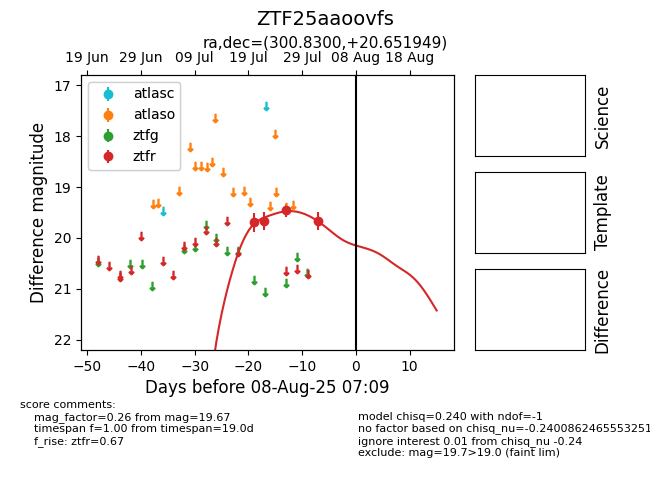 ZTF25aaoovfs
ra,dec=(300.8300,+20.651949)
19 Jun 29 Jun 09 Jul 19 Jul 29 Jul 08 Aug 18 Aug
17
18
19
20
21
22
Difference magnitude
atlasc
atlaso
ztfg
ztfr
−50 −40 −30 −20 −10 0 10
Days before 08-Aug-25 07:09
Science
Template
Difference
score comments:
mag_factor=0.26 from mag=19.67
timespan f=1.00 from timespan=19.0d
f_rise: ztfr=0.67
model chisq=0.240 with ndof=-1
no factor based on chisq_nu=-0.2400862465553251
ignore interest 0.01 from chisq_nu -0.24
exclude: mag=19.7>19.0 (faint lim)